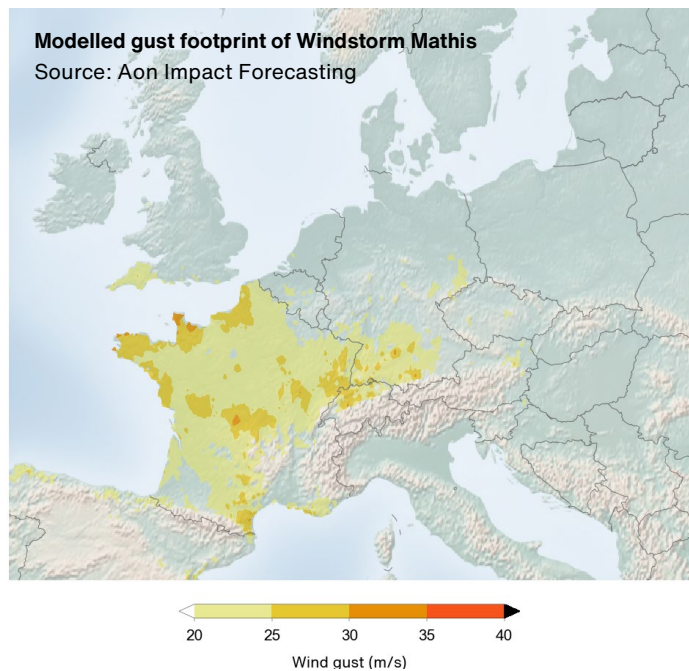 Modelled gust footprint of Windstorm Mathis
Source: Aon Impact Forecasting
20 25 30 35 40
Wind gust (m/s)